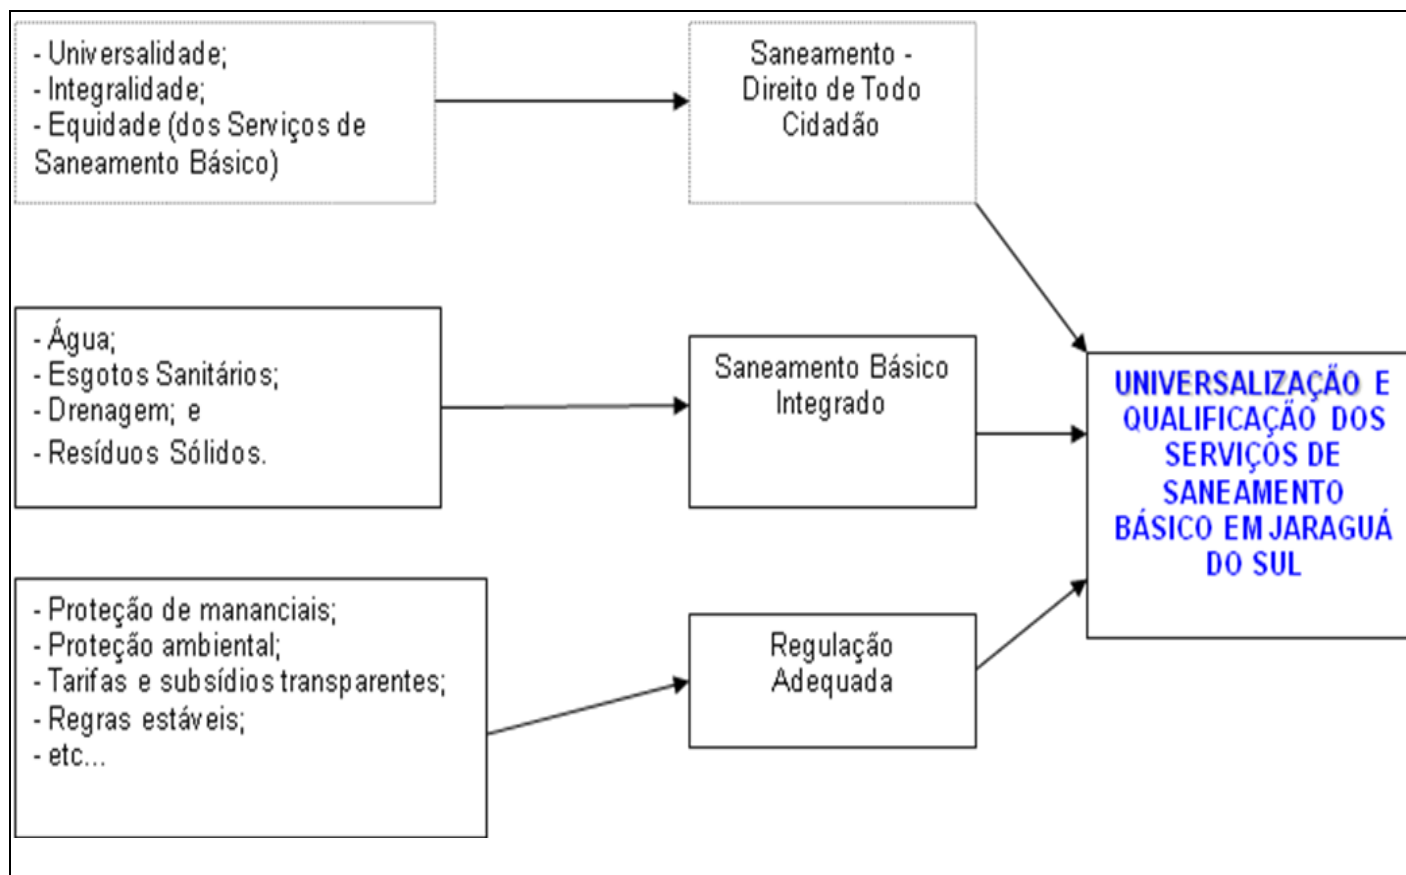 - Universalidade;
- Integralidade;
- Equidade (dos Serviços de
Saneamento Básico)
Saneamento -
Direito de Todo
Cidadão
- Água;
- Esgotos Sanitários;
- Drenagem; e
- Resíduos Sólidos.
Saneamento Básico
Integrado
- Proteção de mananciais;
- Proteção ambiental;
- Tarifas e subsídios transparentes;
- Regras estáveis;
- etc...
Regulação
Adequada
UNIVERSALIZAÇÃO E
QUALIFICAÇÃO DOS
SERVIÇOS DE
SANEAMENTO
BÁSICO EM JARAGUÁ
DO SUL